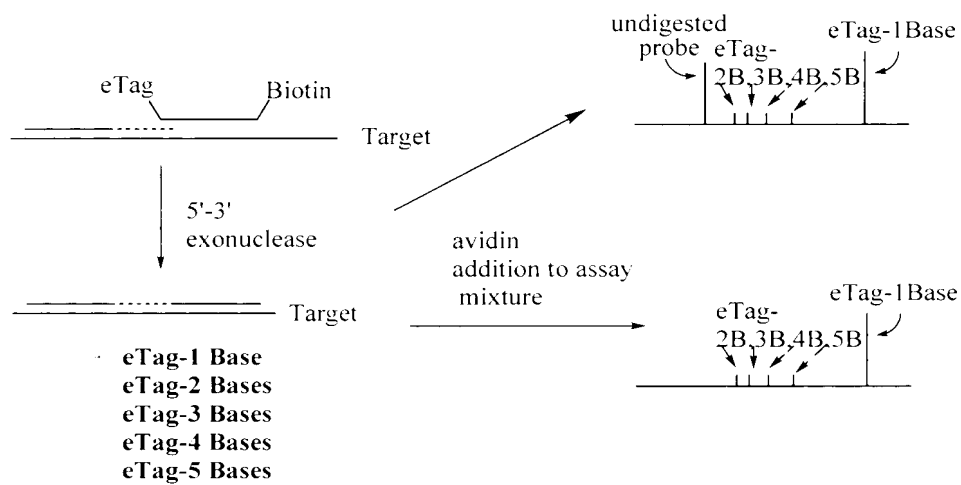 eTag
Biotin
Target
5'-3'
exonuclease
Target
eTag-1 Base
eTag-2 Bases
eTag-3 Bases
eTag-4 Bases
eTag-5 Bases
avidin
addition to assay
mixture
undigested
probe
eTag-
2B,3B,4B,5B
eTag-1Base
eTag-
2B,3B,4B,5B
eTag-1Base